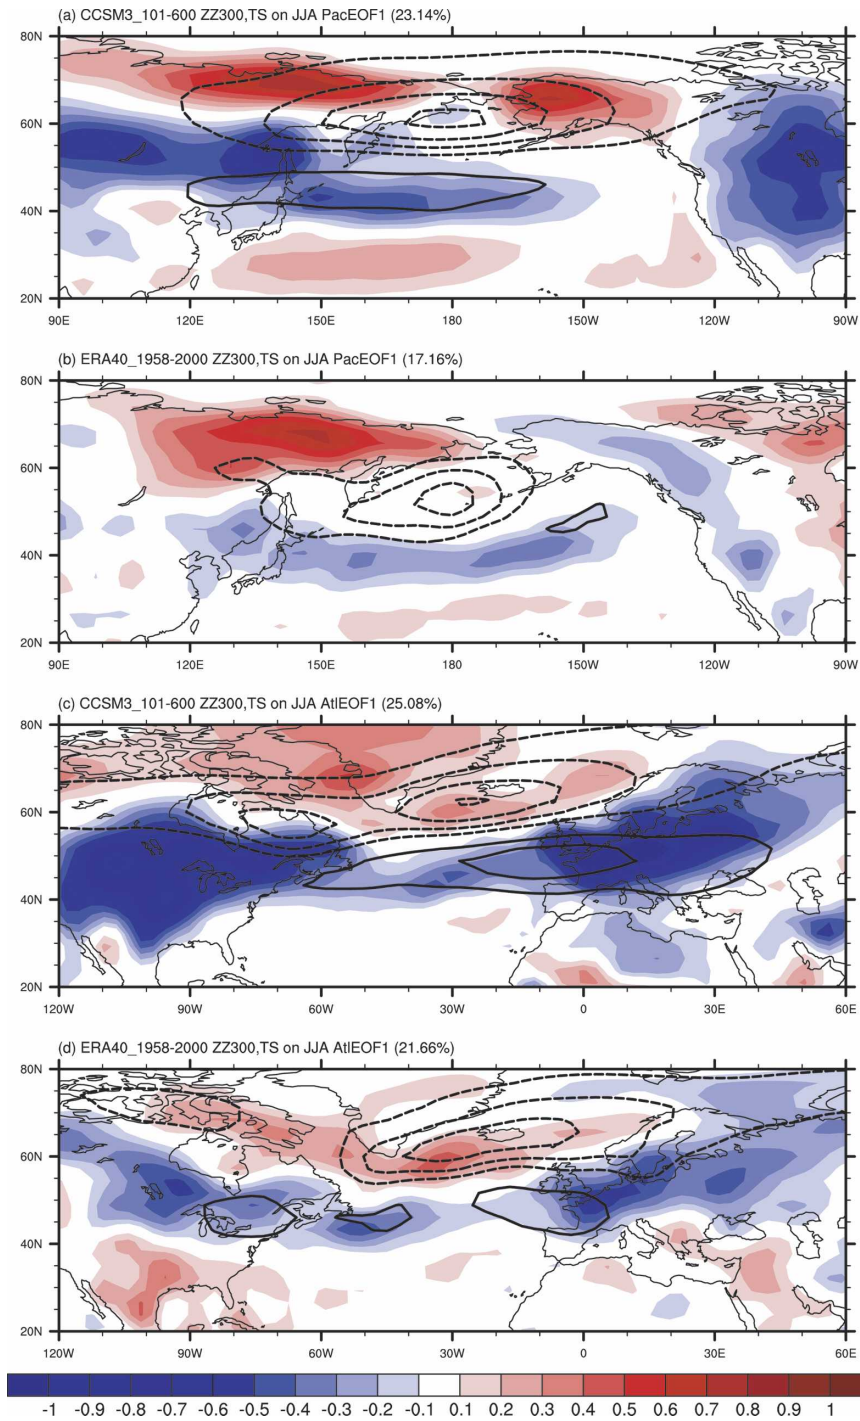 (a) CCSM3_101-600 ZZ300,TS on JJA PacEOF1 (23.14%)
80N
60N
40N
20N
90E 120E 150E 180 150W 120W 90W
(b) ERA40_1958-2000 ZZ300,TS on JJA PacEOF1 (17.16%)
80N
60N
40N
20N
90E 120E 150E 180 150W 120W 90W
(c) CCSM3_101-600 ZZ300,TS on JJA AtlEOF1 (25.08%)
80N
60N
40N
20N
120W 90W 60W 30W 0 30E 60E
(d) ERA40_1958-2000 ZZ300,TS on JJA AtlEOF1 (21.66%)
80N
60N
40N
20N
120W 90W 60W 30W 0 30E 60E
-1 -0.9 -0.8 -0.7 -0.6 -0.5 -0.4 -0.3 -0.2 -0.1 0.1 0.2 0.3 0.4 0.5 0.6 0.7 0.8 0.9 1